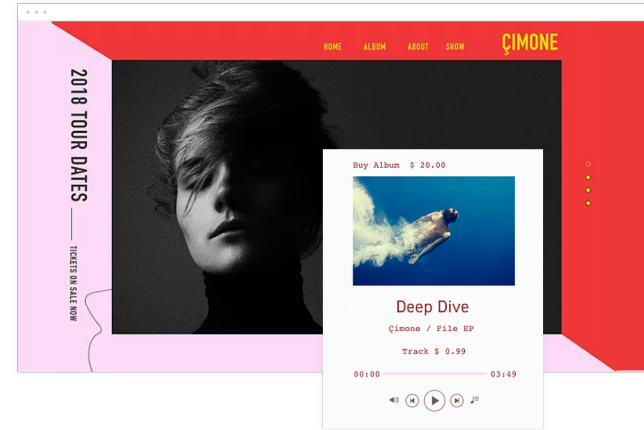 HOME ALBUM ABOUT SHOW ÇIMONE
2018 TOUR DATES
TICKETS ON SALE NOW
Buy Album $ 20.00
Deep Dive
Çimone / File EP
Track $ 0.99
00:00 03:49